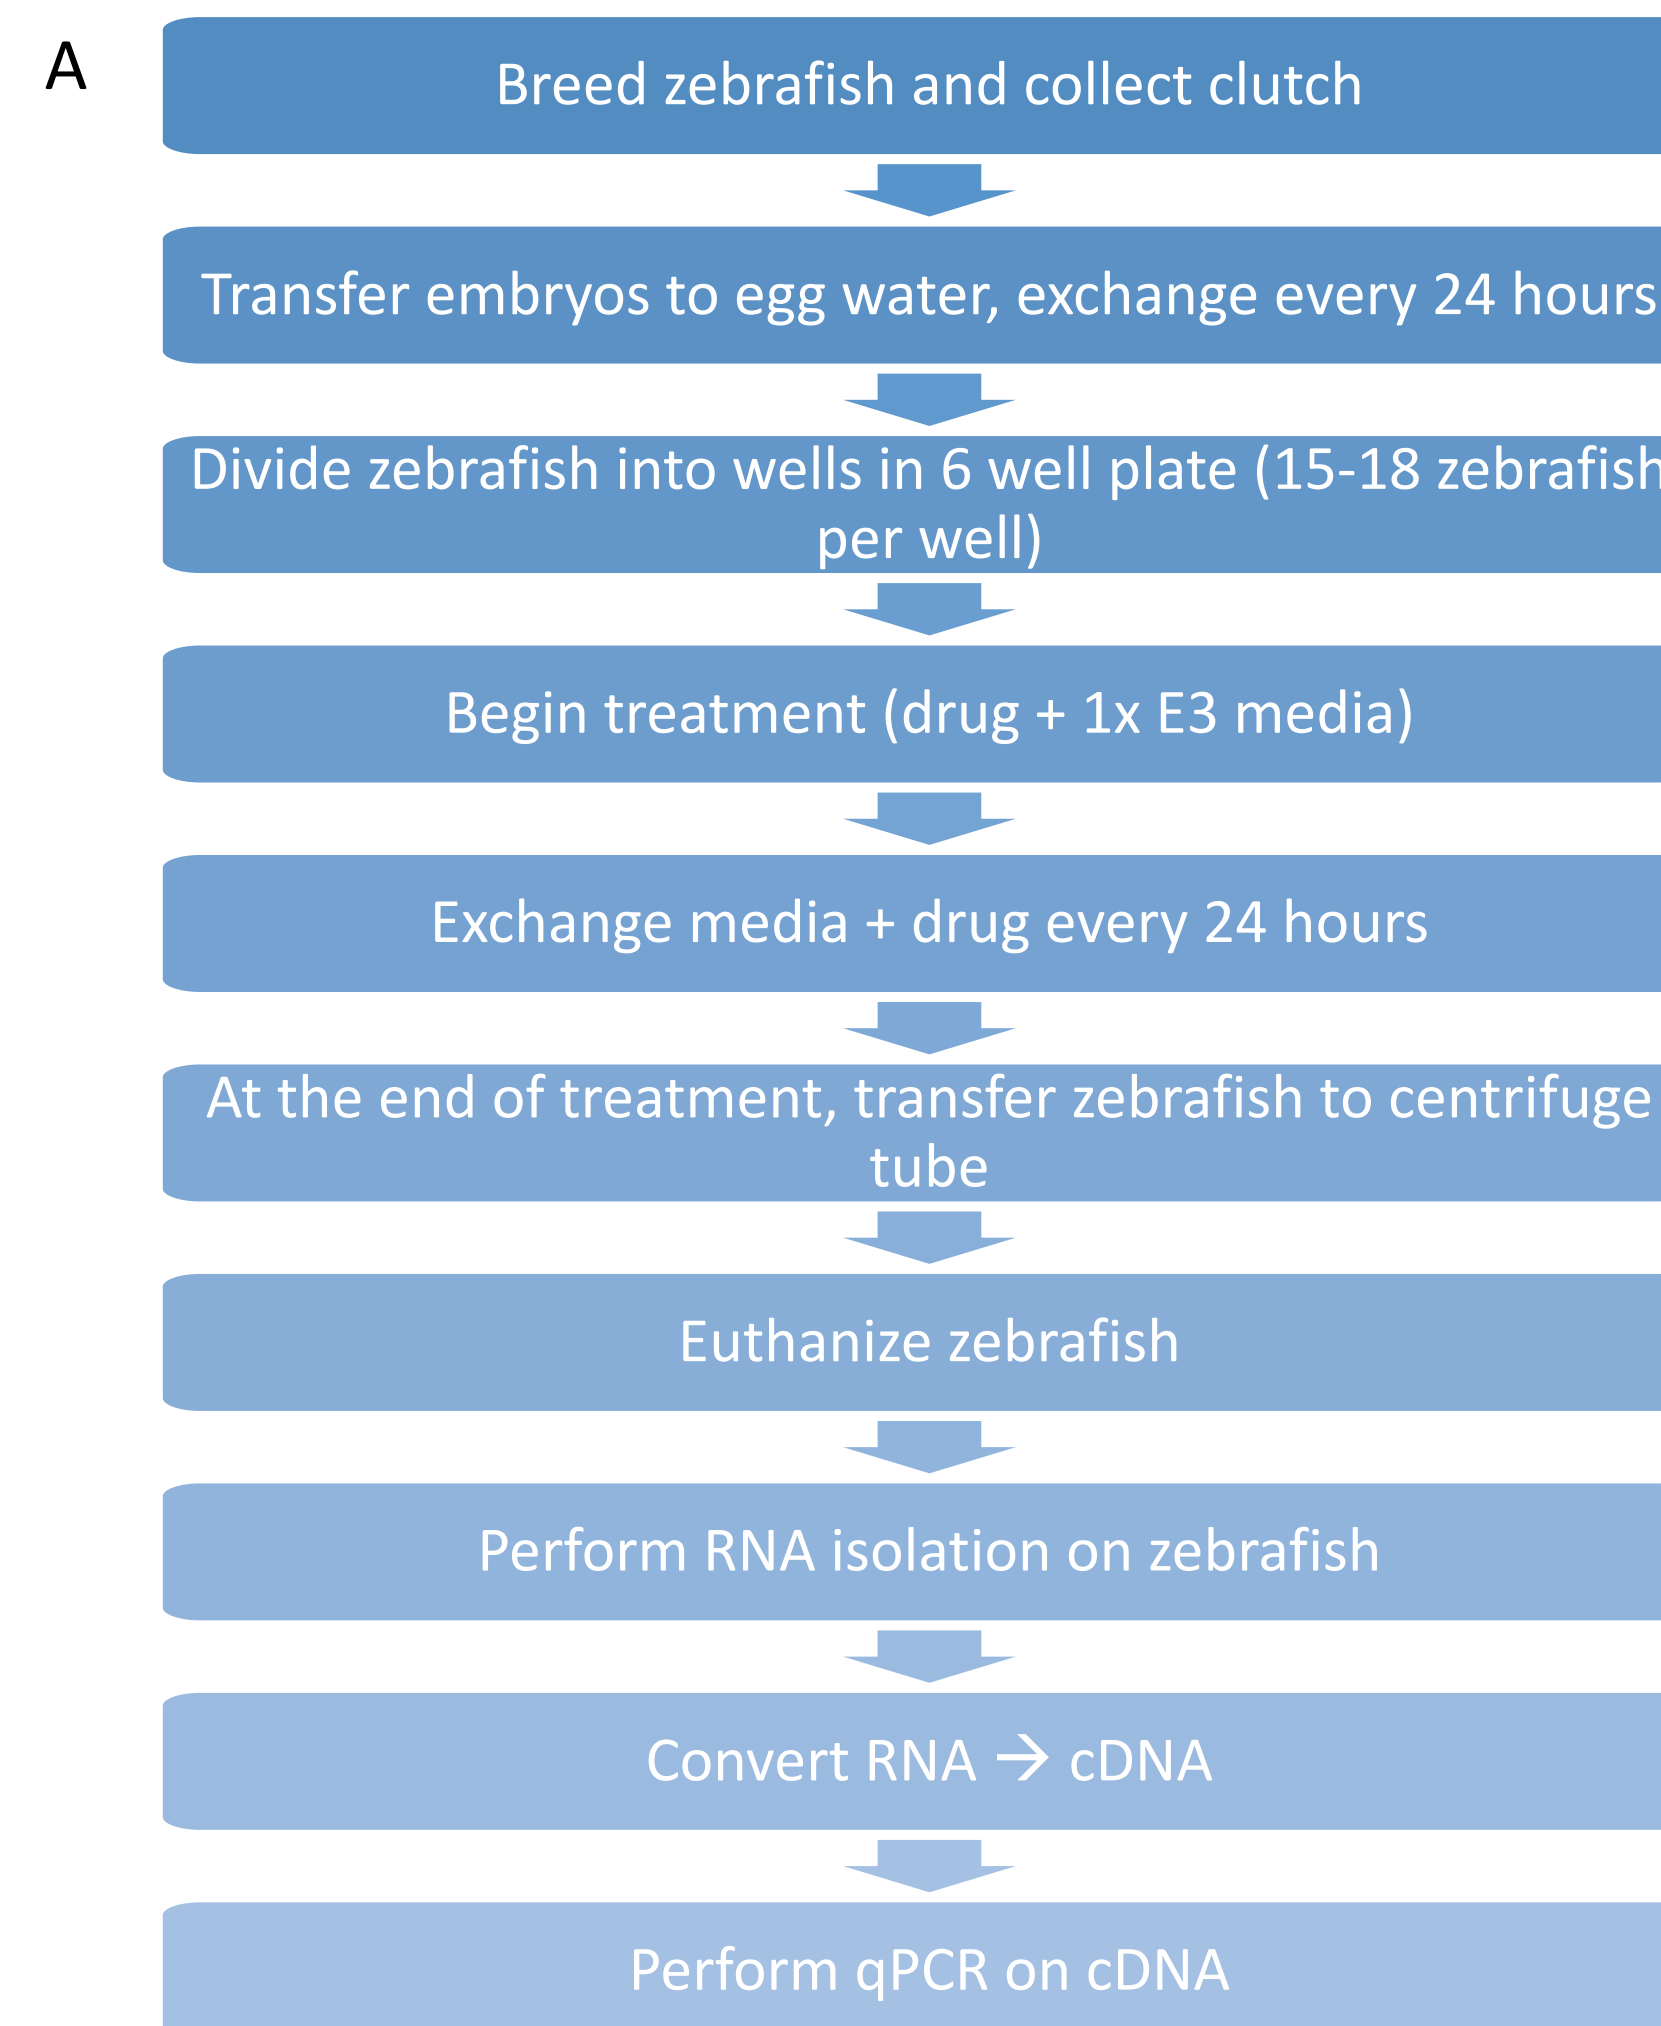 A
Breed zebrafish and collect clutch
Transfer embryos to egg water, exchange every 24 hours
Divide zebrafish into wells in 6 well plate (15-18 zebrafish
per well)
Begin treatment (drug + 1x E3 media)
Exchange media + drug every 24 hours
At the end of treatment, transfer zebrafish to centrifuge
tube
Euthanize zebrafish
Perform RNA isolation on zebrafish
Convert RNA → cDNA
Perform qPCR on cDNA